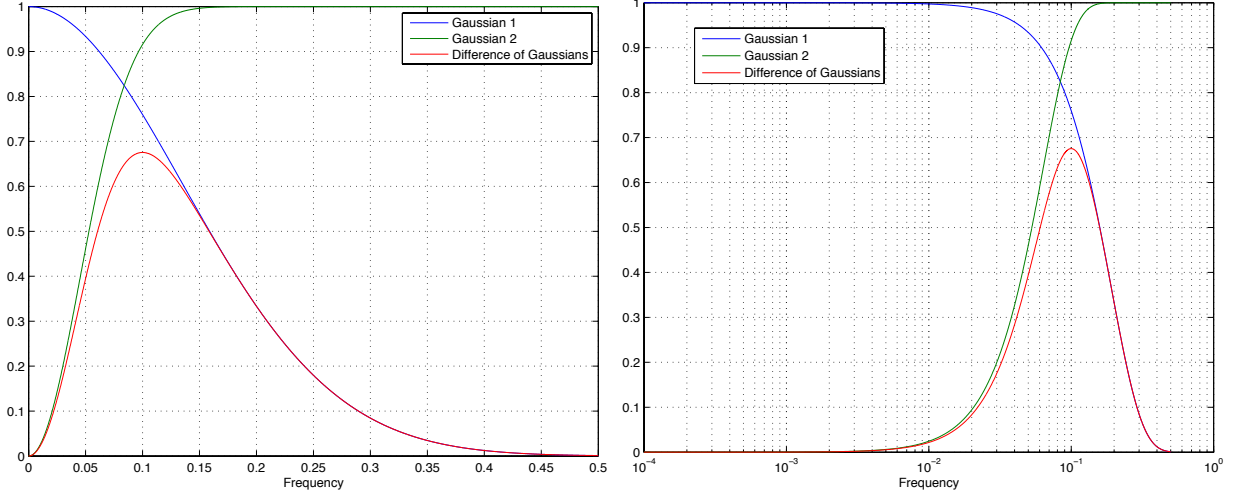 1
0.9
0.8
0.7
0.6
0.5
0.4
0.3
0.2
0.1
0
Gaussian 1
Gaussian 2
Difference of Gaussians
0 0.05 0.1 0.15 0.2 0.25 0.3 0.35 0.4 0.45 0.5
Frequency
1
0.9
0.8
0.7
0.6
0.5
0.4
0.3
0.2
0.1
0
Gaussian 1
Gaussian 2
Difference of Gaussians
10⁻⁴ 10⁻³ 10⁻² 10⁻¹ 10⁰
Frequency